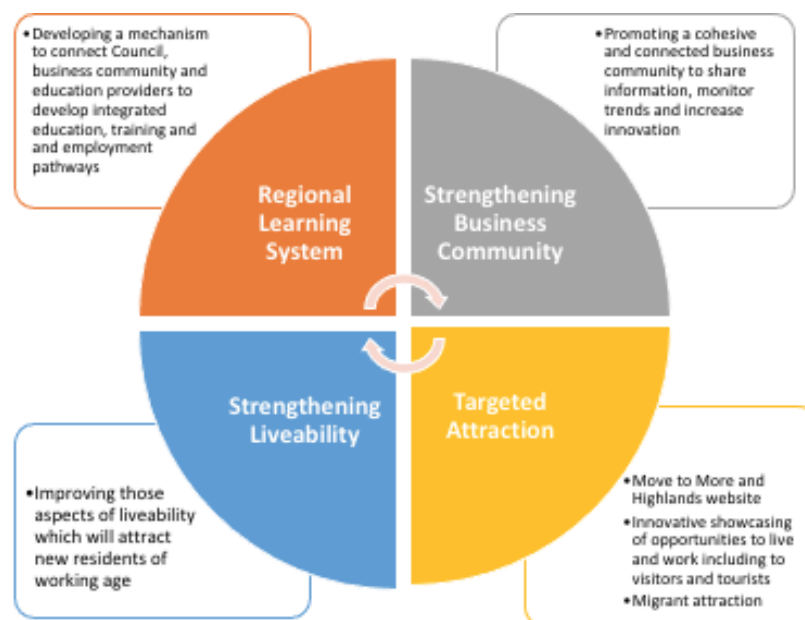 •Developing a mechanism
to connect Council,
business community and
education providers to
develop integrated
education, training and
and employment
pathways
•Promoting a cohesive
and connected business
community to share
information, monitor
trends and increase
innovation
Regional
Learning
System
Strengthening
Business
Community
Strengthening
Liveability
Targeted
Attraction
•Improving those
aspects of liveability
which will attract
new residents of
working age
•Move to More and
Highlands website
•Innovative showcasing
of opportunities to live
and work including to
visitors and tourists
•Migrant attraction